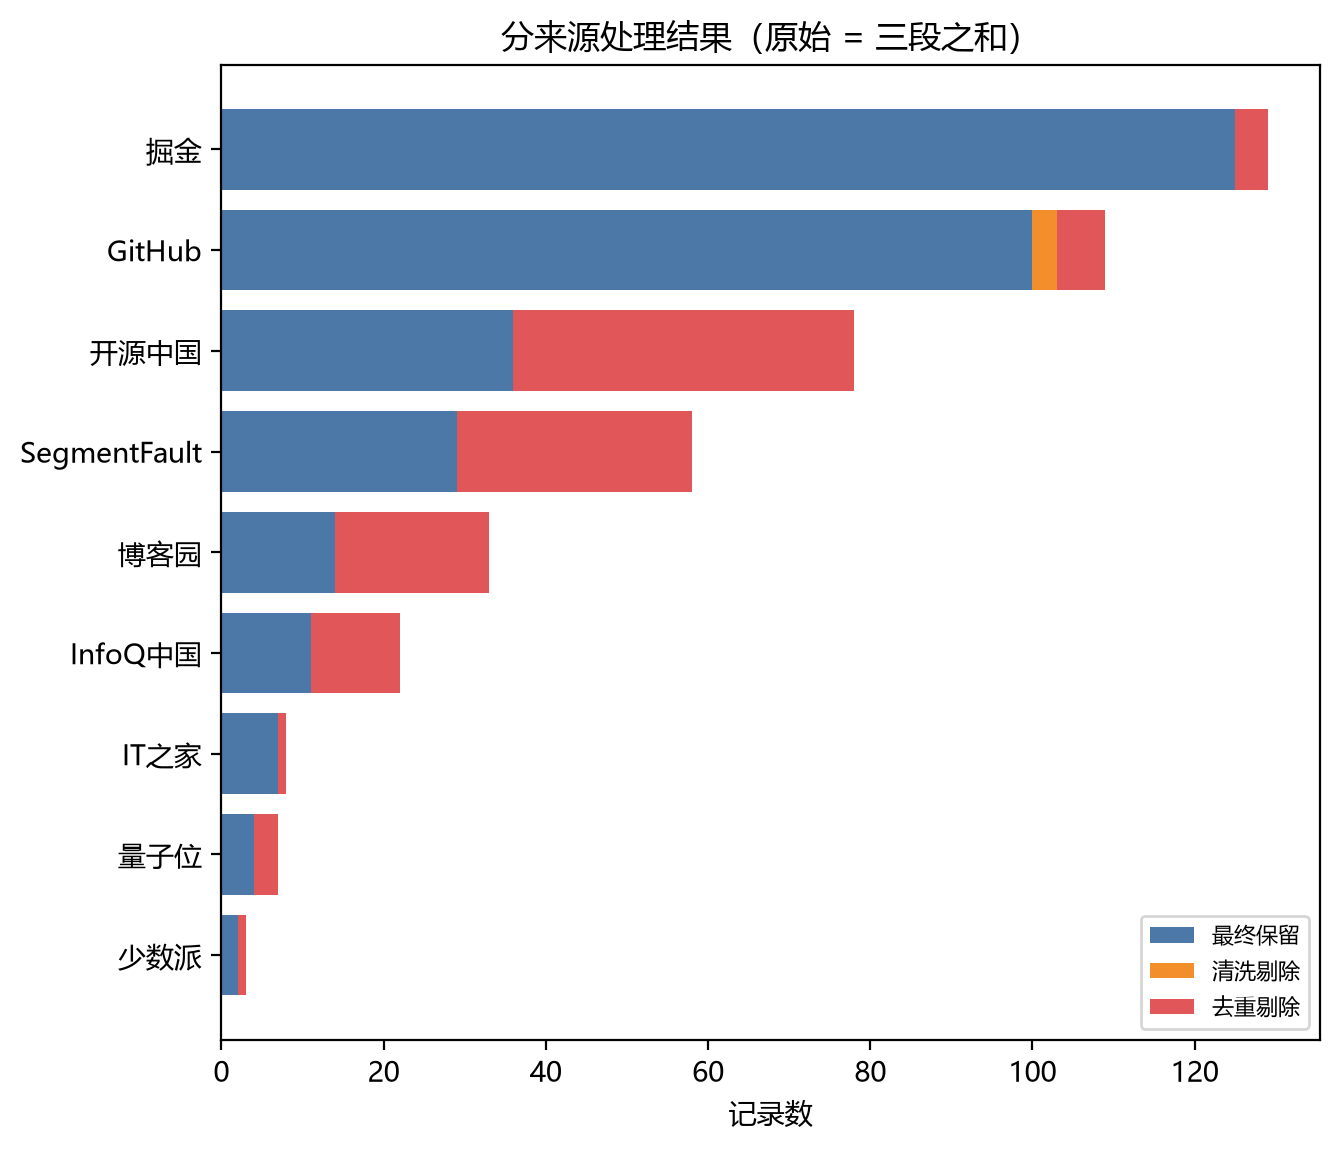 分来源处理结果（原始 = 三段之和）
掘金
GitHub
开源中国
SegmentFault
博客园
InfoQ中国
IT之家
量子位
少数派
最终保留
清洗剔除
去重剔除
0 20 40 60 80 100 120
记录数